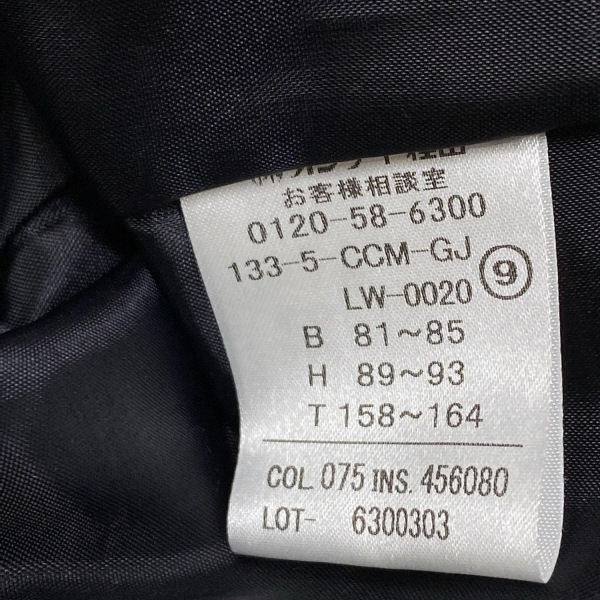 お客様相談室
0120-58-6300
133-5-CCM-GJ
⑨
LW-0020
B 81~85
H 89~93
T 158~164
COL 075 INS. 456080
LOT- 6300303